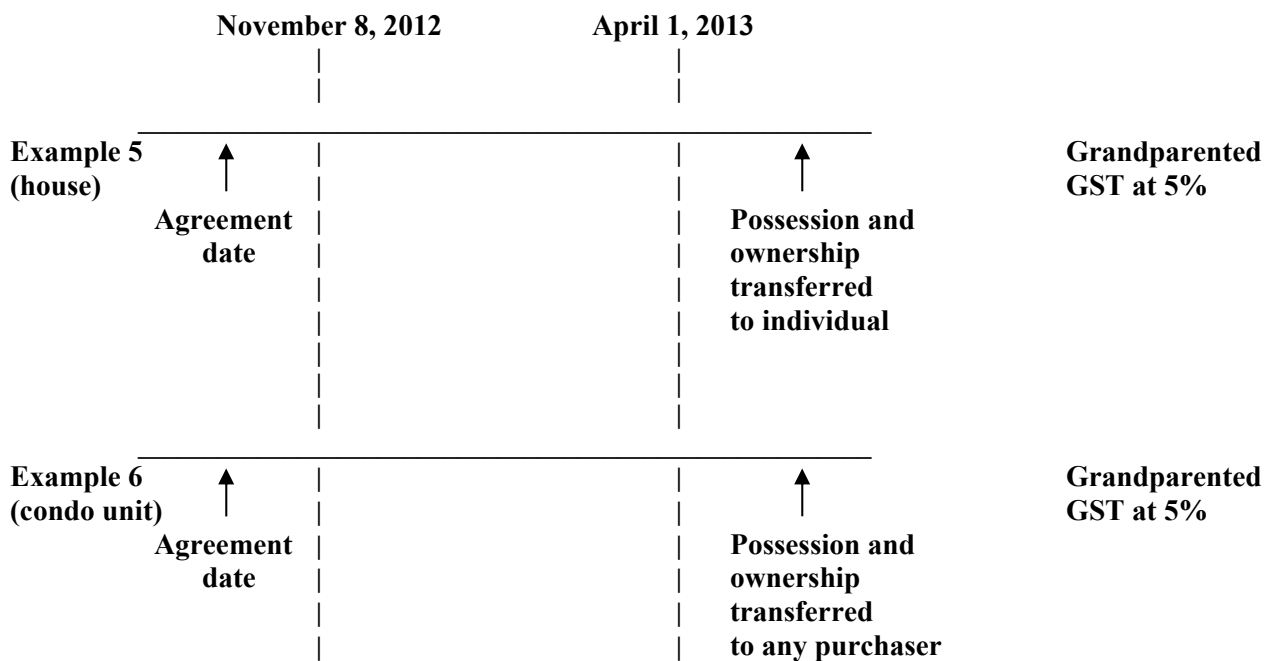 November 8, 2012 April 1, 2013
Example 5
(house)
Agreement
date
Possession and
ownership
transferred
to individual
Grandparented
GST at 5%
Example 6
(condo unit)
Agreement
date
Possession and
ownership
transferred
to any purchaser
Grandparented
GST at 5%